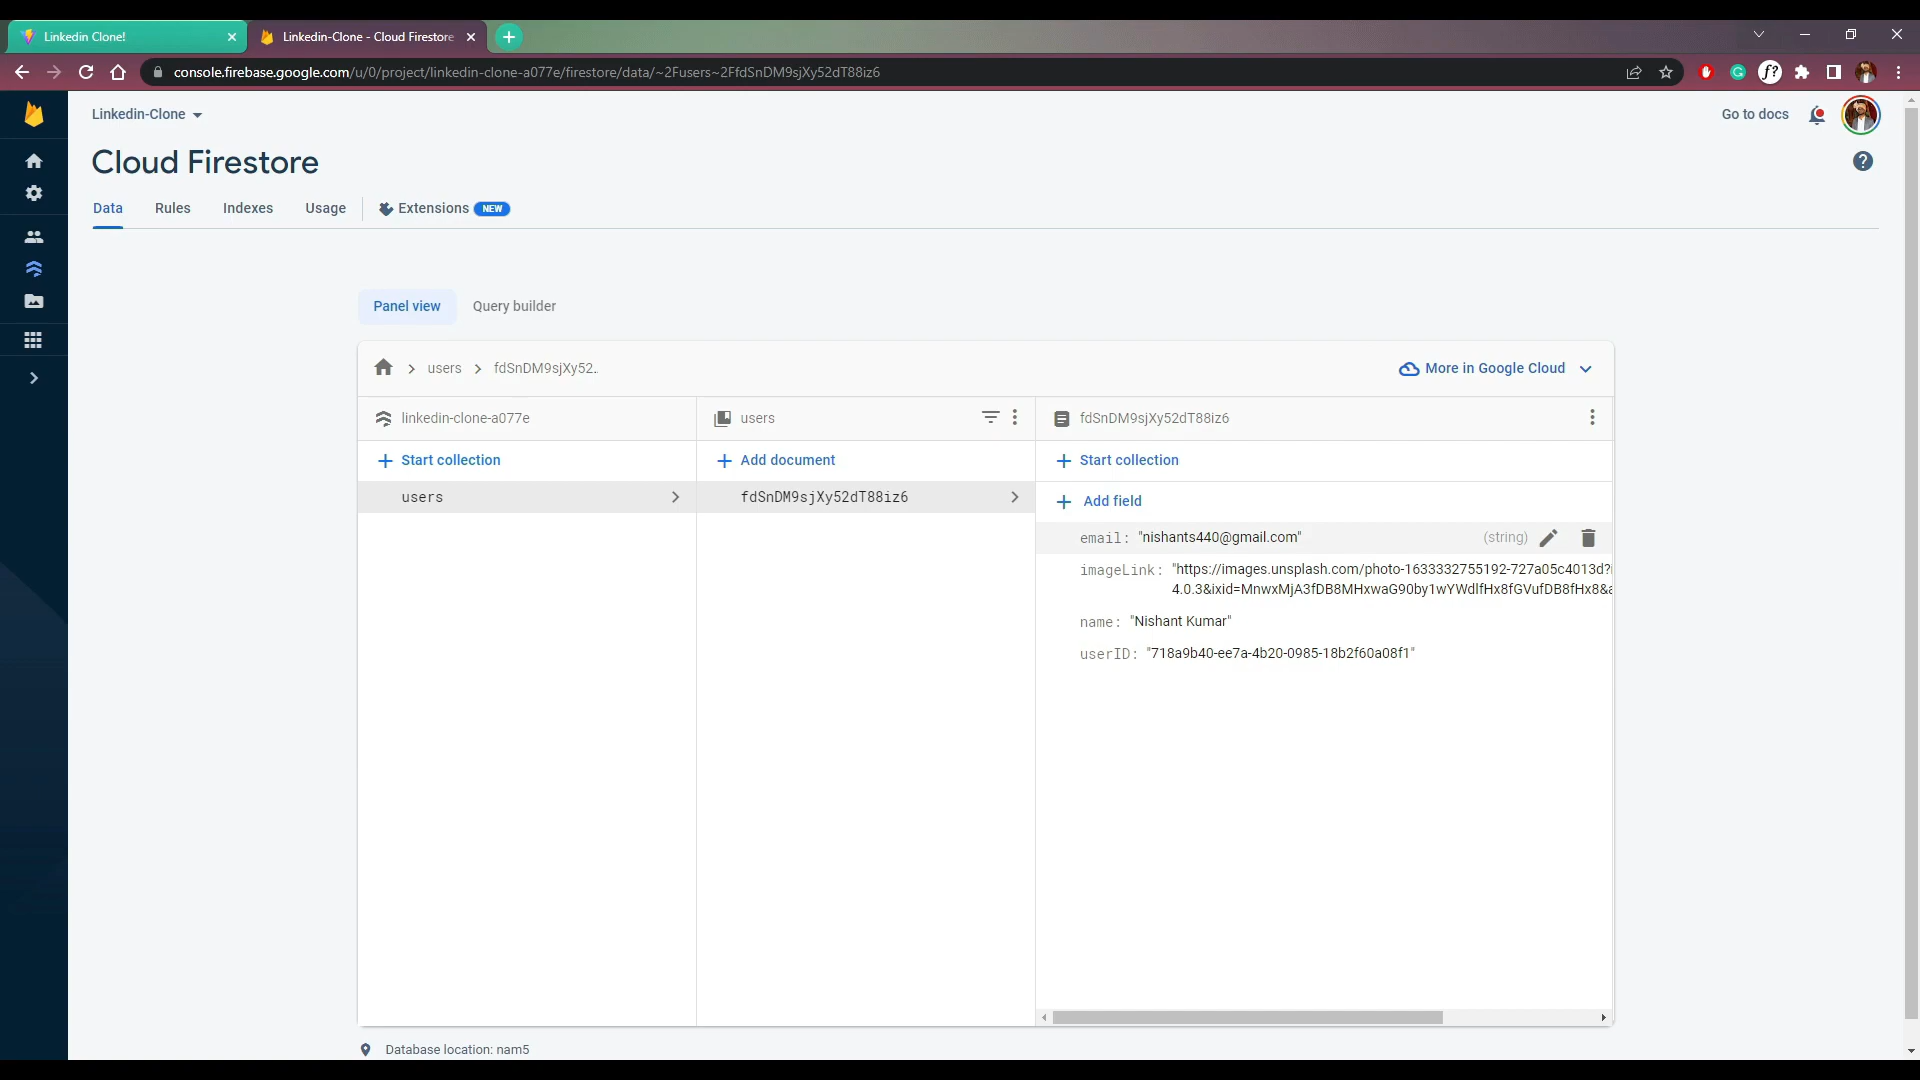 Linkedin Clone!
Linkedin-Clone - Cloud Firestore
console.firebase.google.com/u/0/project/linkedin-clone-a077e/firestore/data/~2Fusers~2FfdSnDM9sjXy52dT88iz6
Linkedin-Clone
Go to docs
Cloud Firestore
Data Rules Indexes Usage Extensions NEW
Panel view Query builder
users fdSnDM9sjXy52..
More in Google Cloud
linkedin-clone-a077e users fdSnDM9sjXy52dT88iz6
Start collection Add document Start collection
users fdSnDM9sjXy52dT88iz6
Add field
email: "nishants440@gmail.com" (string)
imageLink: "https://images.unsplash.com/photo-1633332755192-727a05c4013d?i
4.0.3&ixid=MnwxMjA3fDB8MHxwaG90by1wYWdlfHx8fGVufDB8fHx8&a
name: "Nishant Kumar"
userID: "718a9b40-ee7a-4b20-0985-18b2f60a08f1"
Database location: nam5